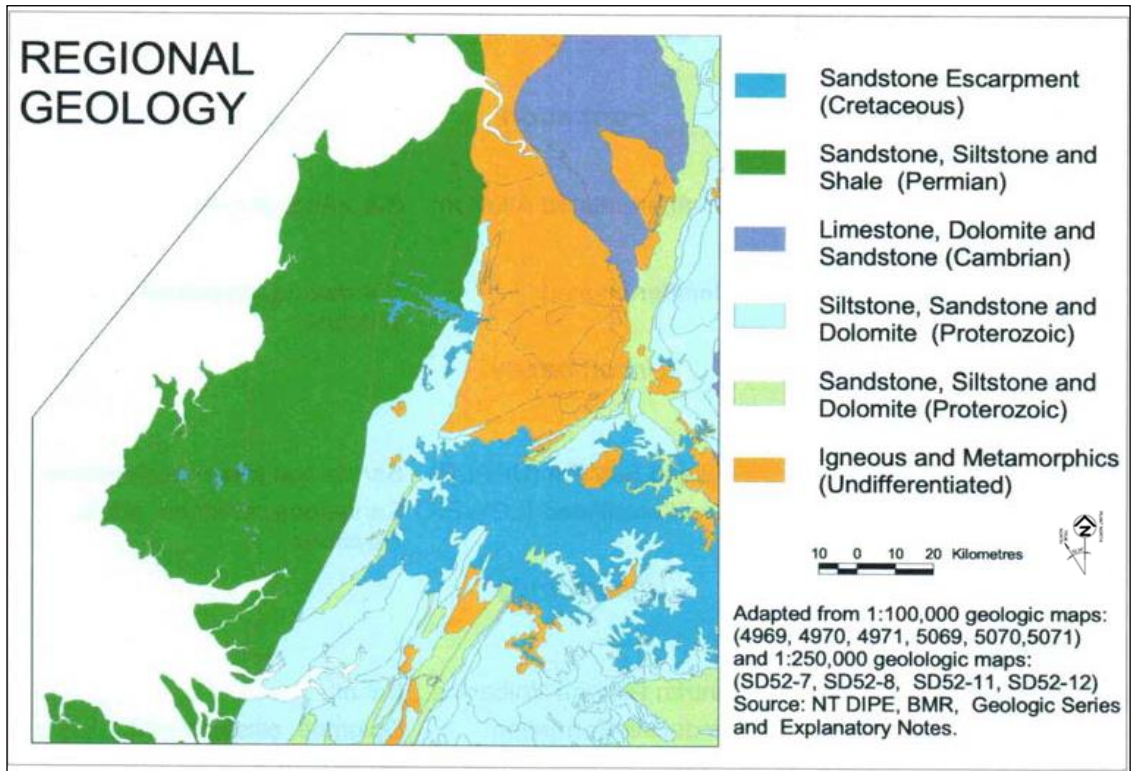 REGIONAL
GEOLOGY
Sandstone Escarpment
(Cretaceous)
Sandstone, Siltstone and
Shale (Permian)
Limestone, Dolomite and
Sandstone (Cambrian)
Siltstone, Sandstone and
Dolomite (Proterozoic)
Sandstone, Siltstone and
Dolomite (Proterozoic)
Igneous and Metamorphics
(Undifferentiated)
N
10 0 10 20 Kilometres
Adapted from 1:100,000 geologic maps:
(4969, 4970, 4971, 5069, 5070,5071)
and 1:250,000 geololgic maps:
(SD52-7, SD52-8, SD52-11, SD52-12)
Source: NT DIPE, BMR, Geologic Series
and Explanatory Notes.